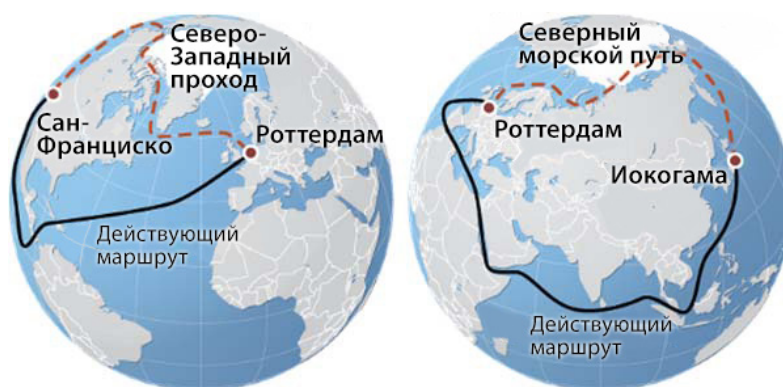 Северо-
Западный
проход
Сан-
Франциско
Роттердам
Действующий
маршрут
Северный
морской путь
Роттердам
Иокогама
Действующий
маршрут